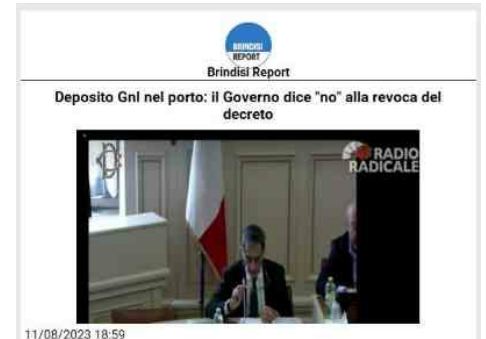 BRINDISI
REPORT
Brindisi Report
Deposito Gnl nel porto: il Governo dice "no" alla revoca del
decreto
RADIO
RADICALE
11/08/2023 18:59